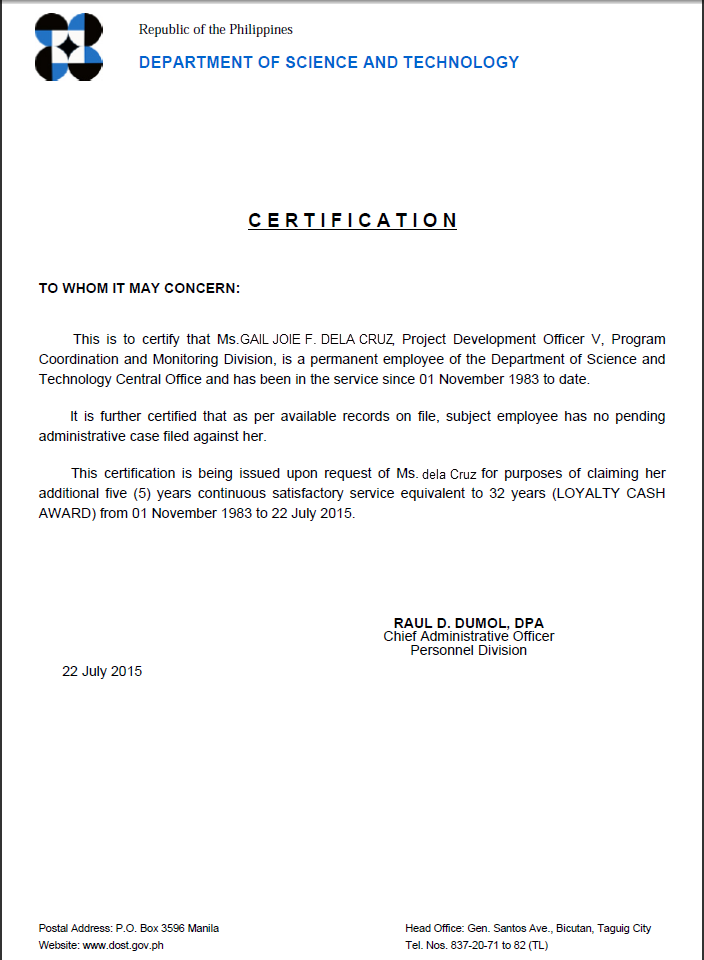 Republic of the Philippines
DEPARTMENT OF SCIENCE AND TECHNOLOGY
CERTIFICATION
TO WHOM IT MAY CONCERN:
This is to certify that Ms.GAIL JOIE F. DELA CRUZ, Project Development Officer V, Program
Coordination and Monitoring Division, is a permanent employee of the Department of Science and
Technology Central Office and has been in the service since 01 November 1983 to date.
It is further certified that as per available records on file, subject employee has no pending
administrative case filed against her.
This certification is being issued upon request of Ms. dela Cruz for purposes of claiming her
additional five (5) years continuous satisfactory service equivalent to 32 years (LOYALTY CASH
AWARD) from 01 November 1983 to 22 July 2015.
RAUL D. DUMOL, DPA
Chief Administrative Officer
Personnel Division
22 July 2015
Postal Address: P.O. Box 3596 Manila
Website: www.dost.gov.ph
Head Office: Gen. Santos Ave., Bicutan, Taguig City
Tel. Nos. 837-20-71 to 82 (TL)